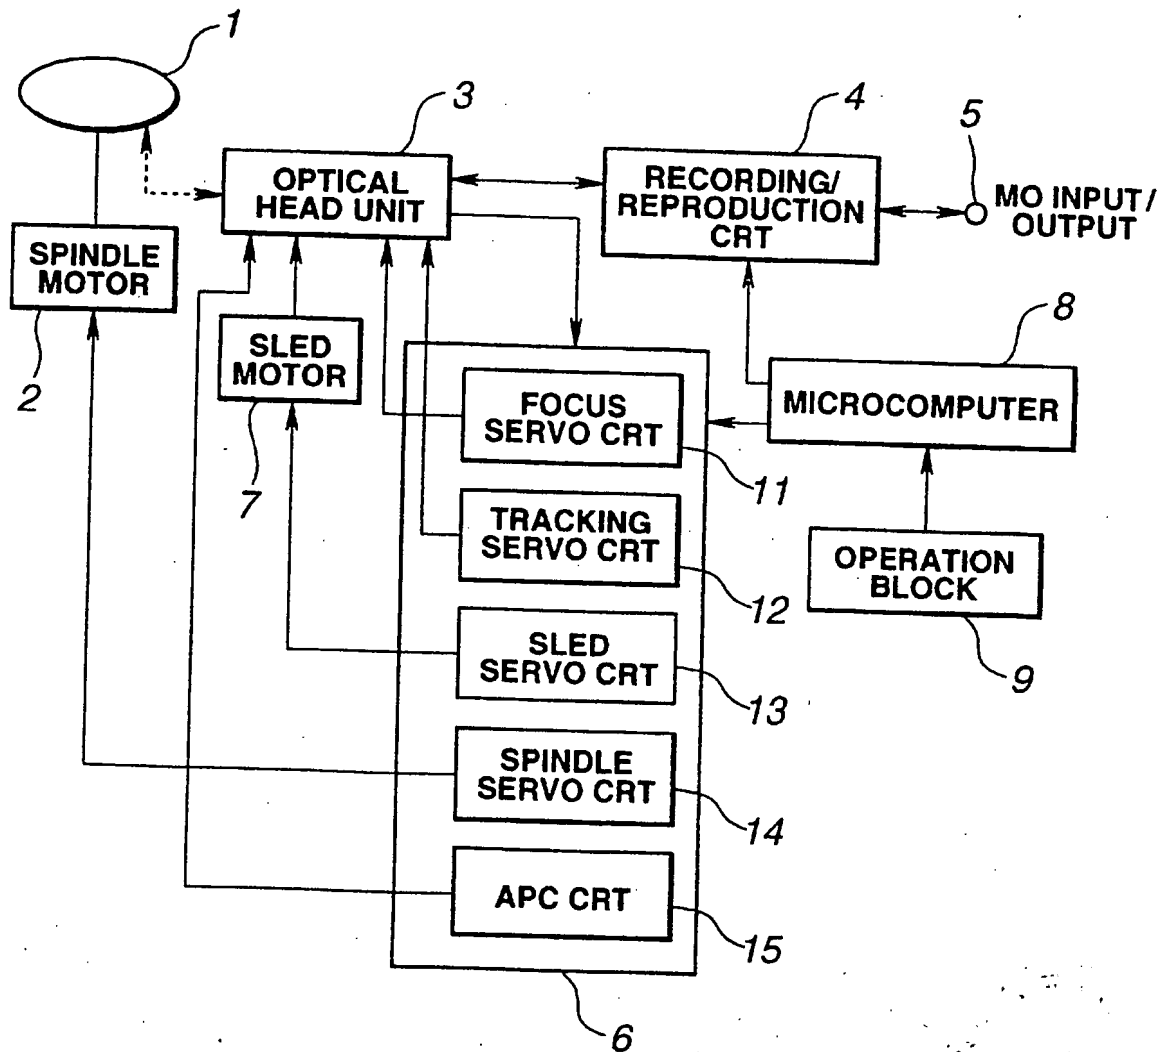 1
3
4
5
OPTICAL
HEAD UNIT
RECORDING/
REPRODUCTION
CRT
MO INPUT/
OUTPUT
SPINDLE
MOTOR
2
SLED
MOTOR
7
8
MICROCOMPUTER
FOCUS
SERVO CRT
11
TRACKING
SERVO CRT
12
OPERATION
BLOCK
9
SLED
SERVO CRT
13
SPINDLE
SERVO CRT
14
APC CRT
15
6